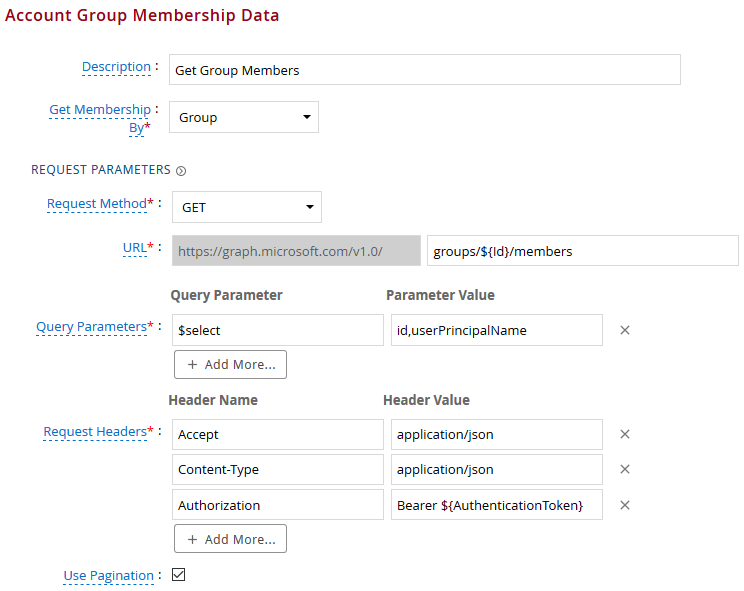 Account Group Membership Data
Description :
Get Group Members
Get Membership :
By*
Group
REQUEST PARAMETERS
Request Method* :
GET
URL* :
https://graph.microsoft.com/v1.0/
groups/${Id}/members
Query Parameter Parameter Value
Query Parameters* :
$select id,userPrincipalName
+ Add More...
Header Name Header Value
Request Headers* :
Accept application/json
Content-Type application/json
Authorization Bearer ${AuthenticationToken}
+ Add More...
Use Pagination :